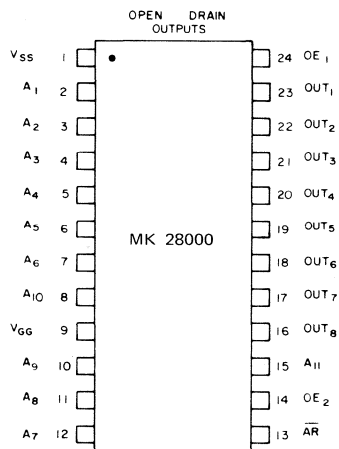 OPEN DRAIN
OUTPUTS
VSS 1 24 OE1
A1 2 23 OUT1
A2 3 22 OUT2
A3 4 21 OUT3
A4 5 20 OUT4
A5 6 19 OUT5
MK 28000
A6 7 18 OUT6
A10 8 17 OUT7
VGG 9 16 OUT8
A9 10 15 A11
A8 11 14 OE2
A7 12 13 A̅R̅